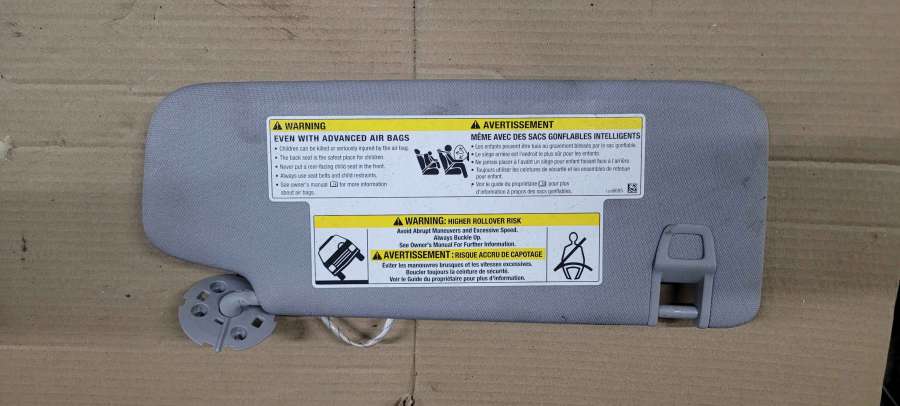 WARNING
EVEN WITH ADVANCED AIR BAGS
• Children can be killed or seriously injured by the air bag.
• The back seat is the safest place for children.
• Never put a rear-facing child seat in the front.
• Always use seat belts and child restraints.
• See owner's manual for more information
about air bags.
AVERTISSEMENT
MÊME AVEC DES SACS GONFLABLES INTELLIGENTS
• Les enfants peuvent être tués ou gravement blessés par le sac gonflable.
• Le siège arrière est l'endroit le plus sûr pour les enfants.
• Ne jamais placer à l'avant un siège pour enfant faisant face à l'arrière.
• Toujours utiliser les ceintures de sécurité et les ensembles de retenue
pour enfant.
• Voir le guide du propriétaire pour plus
d'information à propos des sacs gonflables.
WARNING: HIGHER ROLLOVER RISK
Avoid Abrupt Maneuvers and Excessive Speed.
Always Buckle Up.
See Owner's Manual For Further Information.
AVERTISSEMENT: RISQUE ACCRU DE CAPOTAGE
Éviter les manoeuvres brusques et les vitesses excessives.
Boucler toujours la ceinture de sécurité.
Voir le Guide du propriétaire pour plus d'information.